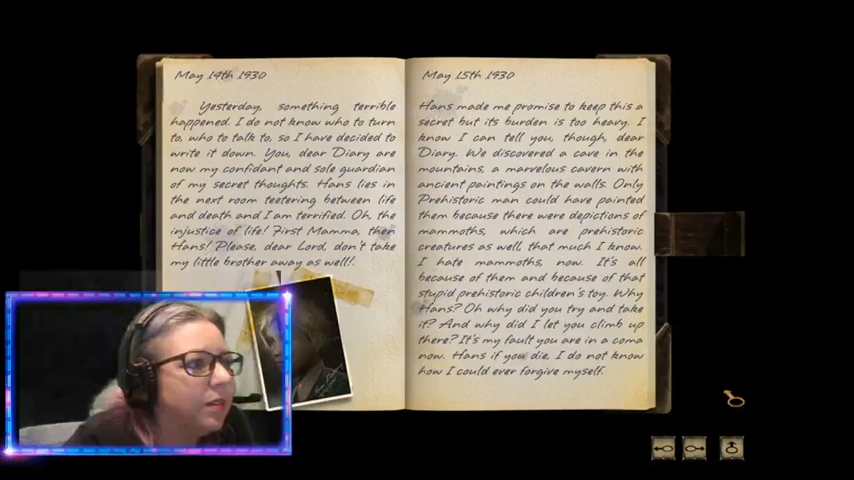 May 14th 1930
Yesterday, something terrible
happened. I do not know who to turn
to, who to talk to, so I have decided to
write it down. You, dear Diary are
now my confidant and sole guardian
of my secret thoughts. Hans lies in
the next room teetering between life
and death and I am terrified. Oh, the
injustice of life! First Mamma, then
Hans! Please, dear Lord, don't take
my little brother away as well!.
May 15th 1930
Hans made me promise to keep this a
secret but its burden is too heavy. I
know I can tell you, though, dear
Diary. We discovered a cave in the
mountains, a marvelous cavern with
ancient paintings on the walls. Only
Prehistoric man could have painted
them because there were depictions of
mammoths, which are prehistoric
creatures as well, that much I know.
I hate mammoths, now. It's all
because of them and because of that
stupid prehistoric children's toy. Why
Hans? Oh why did you try and take
it? And why did I let you climb up
there? It's my fault you are in a coma
now. Hans if you die, I do not know
how I could ever forgive myself.